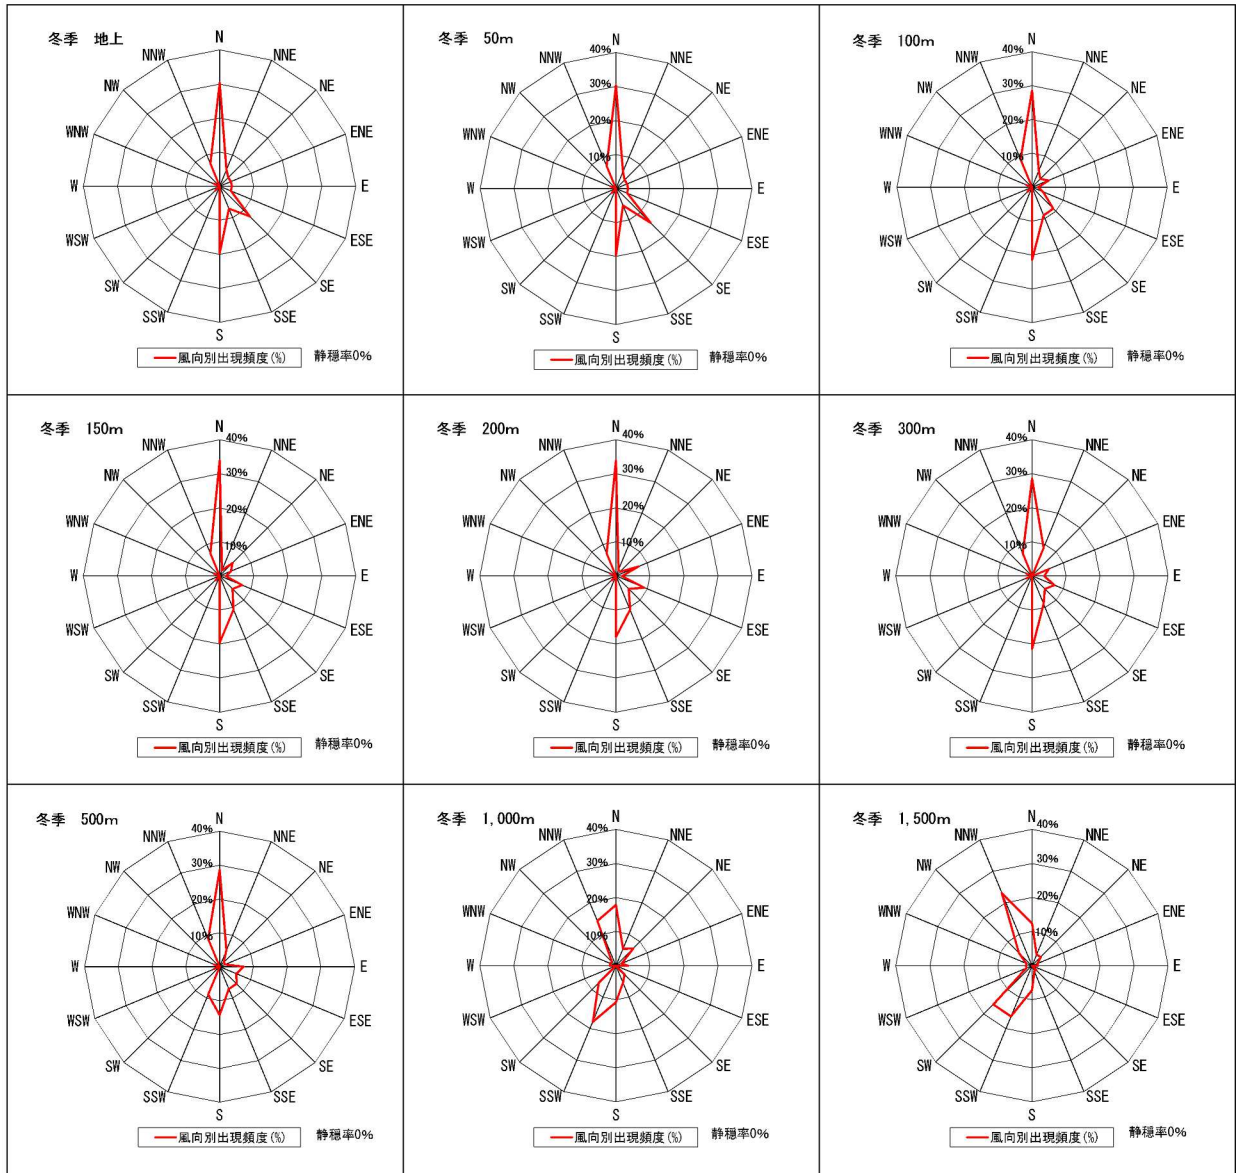 冬季 地上
N
NNW
NNE
NW
NE
WNW
ENE
W
E
WSW
ESE
SW
SE
SSW
SSE
S
風向別出現頻度(%)
静穏率0%
冬季 50m
N
40%
NNW
NNE
30%
NW
NE
20%
WNW
ENE
10%
W
E
WSW
ESE
SW
SE
SSW
SSE
S
風向別出現頻度(%)
静穏率0%
冬季 100m
N
40%
NNW
NNE
30%
NW
NE
20%
WNW
ENE
10%
W
E
WSW
ESE
SW
SE
SSW
SSE
S
風向別出現頻度(%)
静穏率0%
冬季 150m
N
40%
NNW
NNE
30%
NW
NE
20%
WNW
ENE
10%
W
E
WSW
ESE
SW
SE
SSW
SSE
S
風向別出現頻度(%)
静穏率0%
冬季 200m
N
40%
NNW
NNE
30%
NW
NE
20%
WNW
ENE
10%
W
E
WSW
ESE
SW
SE
SSW
SSE
S
風向別出現頻度(%)
静穏率0%
冬季 300m
N
40%
NNW
NNE
30%
NW
NE
20%
WNW
ENE
10%
W
E
WSW
ESE
SW
SE
SSW
SSE
S
風向別出現頻度(%)
静穏率0%
冬季 500m
N
40%
NNW
NNE
30%
NW
NE
20%
WNW
ENE
10%
W
E
WSW
ESE
SW
SE
SSW
SSE
S
風向別出現頻度(%)
静穏率0%
冬季 1,000m
N
40%
NNW
NNE
30%
NW
NE
20%
WNW
ENE
10%
W
E
WSW
ESE
SW
SE
SSW
SSE
S
風向別出現頻度(%)
静穏率0%
冬季 1,500m
N
40%
NNW
NNE
30%
NW
NE
20%
WNW
ENE
10%
W
E
WSW
ESE
SW
SE
SSW
SSE
S
風向別出現頻度(%)
静穏率0%